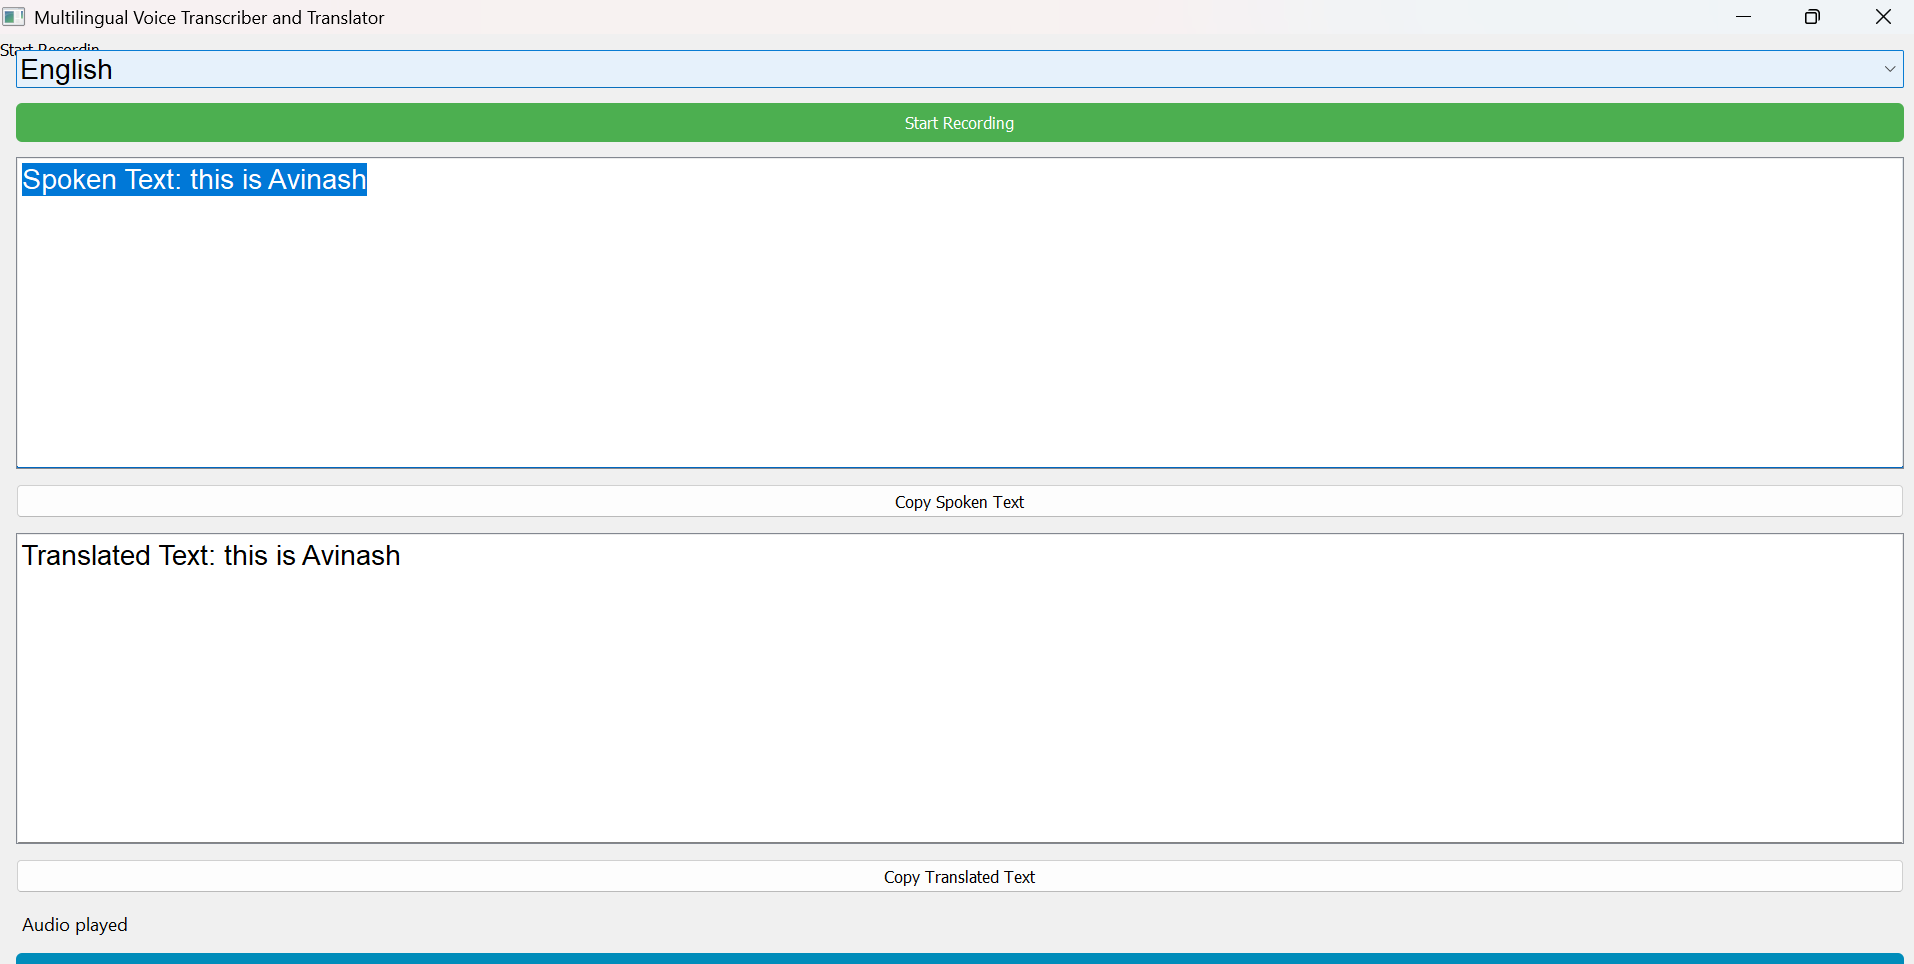 Multilingual Voice Transcriber and Translator
Start Recordin
English
Start Recording
Spoken Text: this is Avinash
Copy Spoken Text
Translated Text: this is Avinash
Copy Translated Text
Audio played